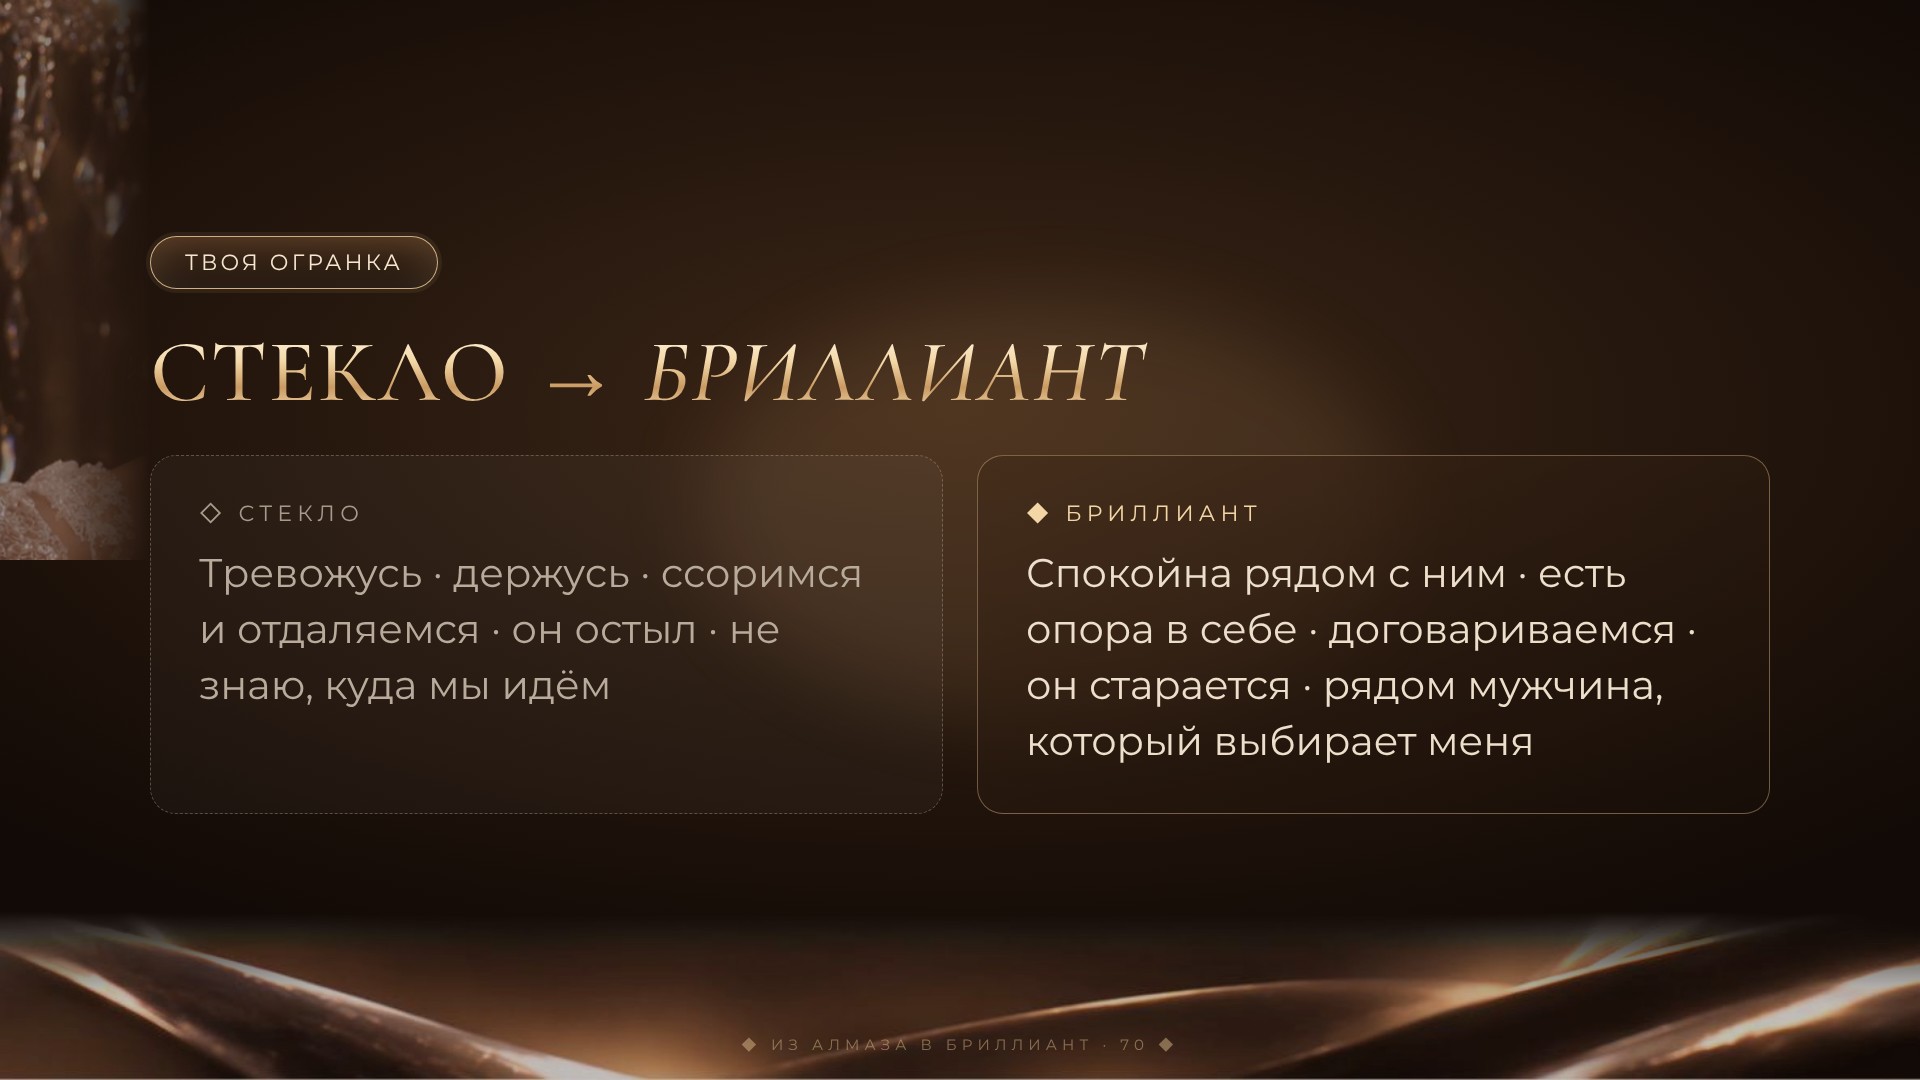 ТВОЯ ОГРАНКА
СТЕКЛО → БРИЛЛИАНТ
СТЕКЛО
Тревожусь · держусь · ссоримся
и отдаляемся · он остыл · не
знаю, куда мы идём
БРИЛЛИАНТ
Спокойна рядом с ним · есть
опора в себе · договариваемся ·
он старается · рядом мужчина,
который выбирает меня
ИЗ АЛМАЗА В БРИЛЛИАНТ · 70